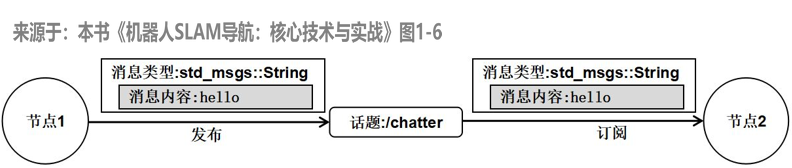 来源于：本书《机器人SLAM导航：核心技术与实战》图1-6
消息类型:std_msgs::String
消息内容:hello
消息类型:std_msgs::String
消息内容:hello
节点1
发布
话题:/chatter
订阅
节点2